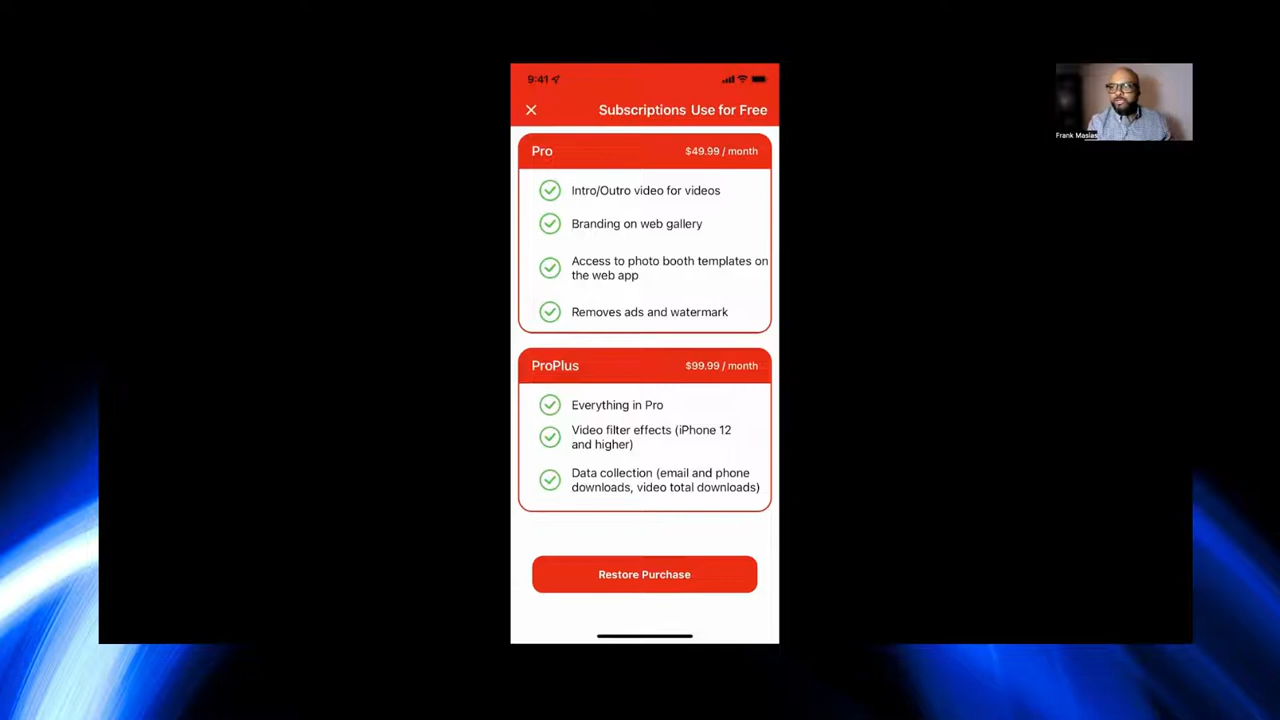 9:41
Subscriptions Use for Free
Pro $49.99 / month
Intro/Outro video for videos
Branding on web gallery
Access to photo booth templates on
the web app
Removes ads and watermark
ProPlus $99.99 / month
Everything in Pro
Video filter effects (iPhone 12
and higher)
Data collection (email and phone
downloads, video total downloads)
Restore Purchase
Frank Masias